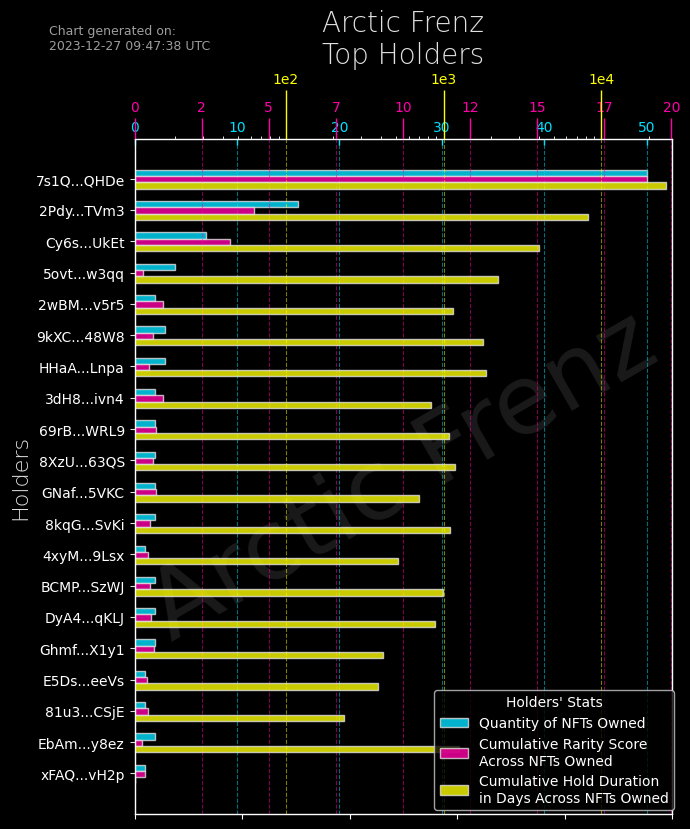 Chart generated on:
2023-12-27 09:47:38 UTC
Arctic Frenz
Top Holders
1e2 1e3 1e4
0 2 5 7 10 12 15 17 20
0 10 20 30 40 50
Holders
7s1Q...QHDe
2Pdy...TVm3
Cy6s...UkEt
5ovt...w3qq
2wBM...v5r5
9kXC...48W8
HHaA...Lnpa
3dH8...ivn4
69rB...WRL9
8XzU...63QS
GNaf...5VKC
8kqG...SvKi
4xyM...9Lsx
BCMP...SzWJ
DyA4...qKLJ
Ghmf...X1y1
E5Ds...eeVs
81u3...CSjE
EbAm...y8ez
xFAQ...vH2p
Arctic Frenz
Holders' Stats
Quantity of NFTs Owned
Cumulative Rarity Score
Across NFTs Owned
Cumulative Hold Duration
in Days Across NFTs Owned